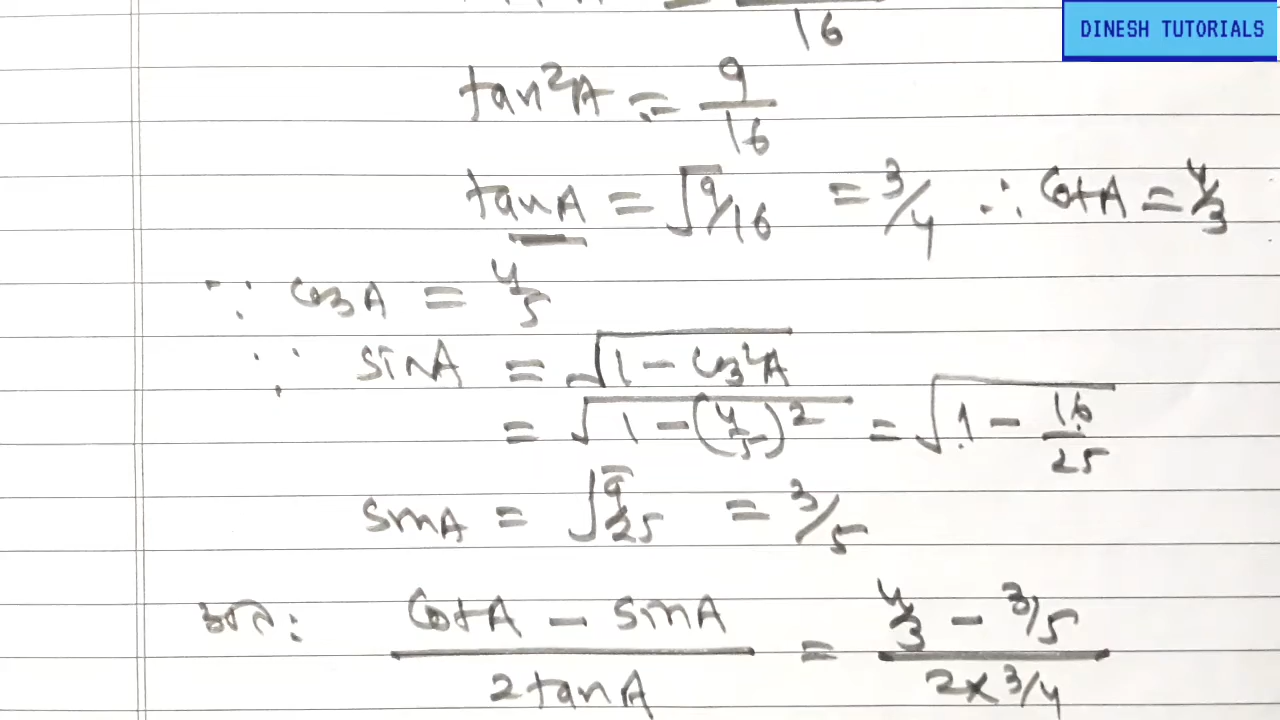 DINESH TUTORIALS
16
tan²A = 9/16
tanA = √9/16 = 3/4 ∴ cotA = 4/3
∵ cosA = 4/5
∵ sinA = √1 - cos²A
= √1 - (4/5)² = √1 - 16/25
sinA = √9/25 = 3/5
अत: cotA - sinA / 2tanA = 4/3 - 3/5 / 2×3/4